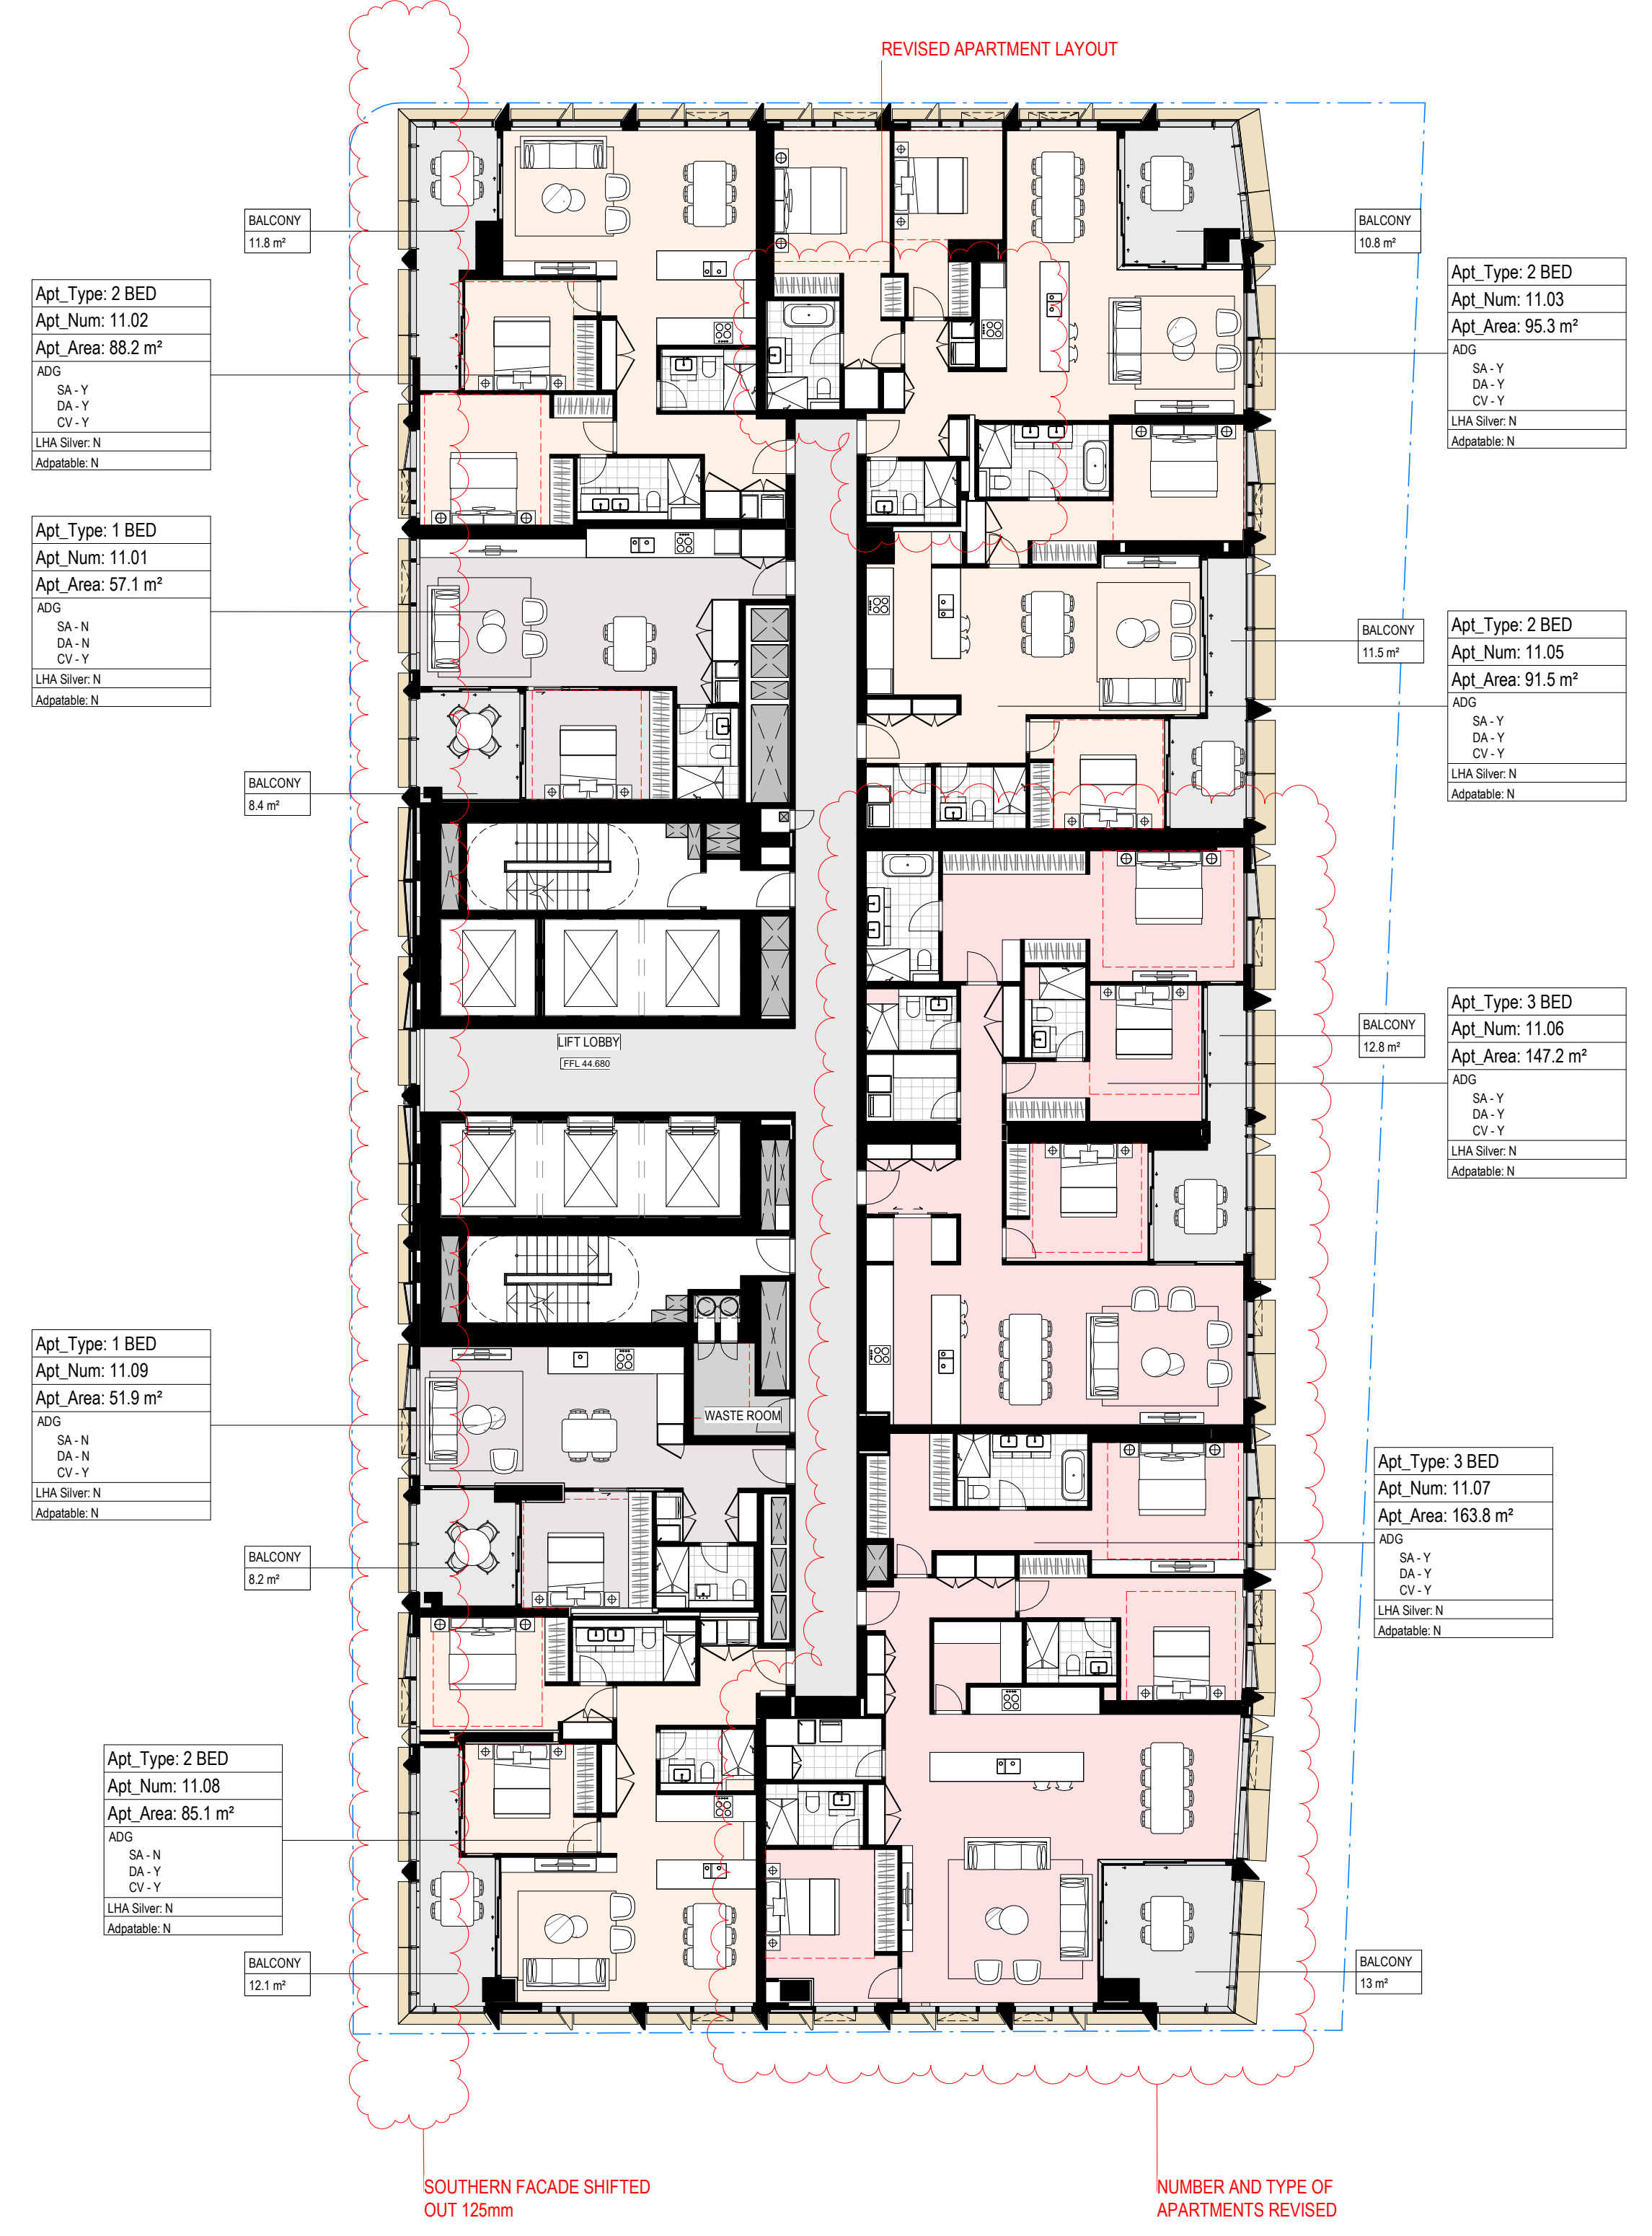 REVISED APARTMENT LAYOUT
BALCONY
11.8 m²
BALCONY
10.8 m²
Apt_Type: 2 BED
Apt_Num: 11.02
Apt_Area: 88.2 m²
ADG
SA - Y
DA - Y
CV - Y
LHA Silver: N
Adpatable: N
Apt_Type: 2 BED
Apt_Num: 11.03
Apt_Area: 95.3 m²
ADG
SA - Y
DA - Y
CV - Y
LHA Silver: N
Adpatable: N
Apt_Type: 1 BED
Apt_Num: 11.01
Apt_Area: 57.1 m²
ADG
SA - N
DA - N
CV - Y
LHA Silver: N
Adpatable: N
BALCONY
11.5 m²
Apt_Type: 2 BED
Apt_Num: 11.05
Apt_Area: 91.5 m²
ADG
SA - Y
DA - Y
CV - Y
LHA Silver: N
Adpatable: N
BALCONY
8.4 m²
LIFT LOBBY
FFL 44.680
BALCONY
12.8 m²
Apt_Type: 3 BED
Apt_Num: 11.06
Apt_Area: 147.2 m²
ADG
SA - Y
DA - Y
CV - Y
LHA Silver: N
Adpatable: N
Apt_Type: 1 BED
Apt_Num: 11.09
Apt_Area: 51.9 m²
ADG
SA - N
DA - N
CV - Y
LHA Silver: N
Adpatable: N
WASTE ROOM
Apt_Type: 3 BED
Apt_Num: 11.07
Apt_Area: 163.8 m²
ADG
SA - Y
DA - Y
CV - Y
LHA Silver: N
Adpatable: N
BALCONY
8.2 m²
Apt_Type: 2 BED
Apt_Num: 11.08
Apt_Area: 85.1 m²
ADG
SA - N
DA - Y
CV - Y
LHA Silver: N
Adpatable: N
BALCONY
12.1 m²
BALCONY
13 m²
SOUTHERN FACADE SHIFTED
OUT 125mm
NUMBER AND TYPE OF
APARTMENTS REVISED